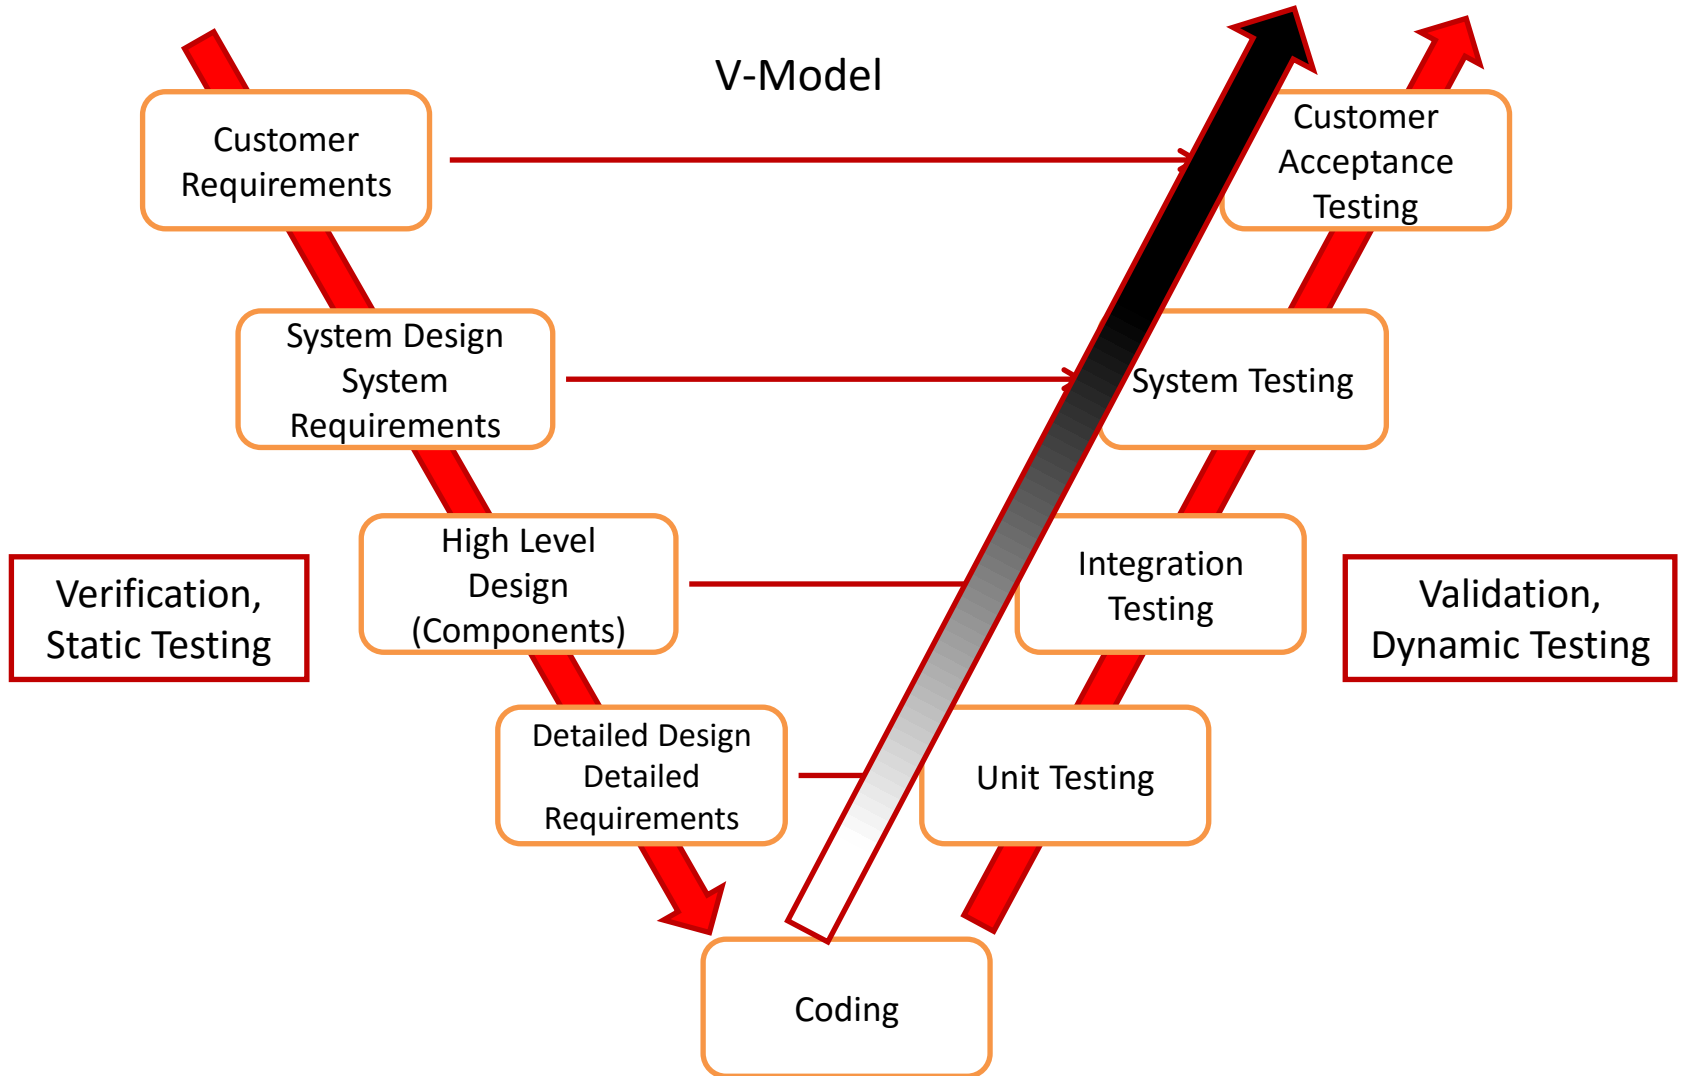 V-Model
Customer
Requirements
Customer
Acceptance
Testing
System Design
System
Requirements
System Testing
High Level
Design
(Components)
Integration
Testing
Verification,
Static Testing
Validation,
Dynamic Testing
Detailed Design
Detailed
Requirements
Unit Testing
Coding